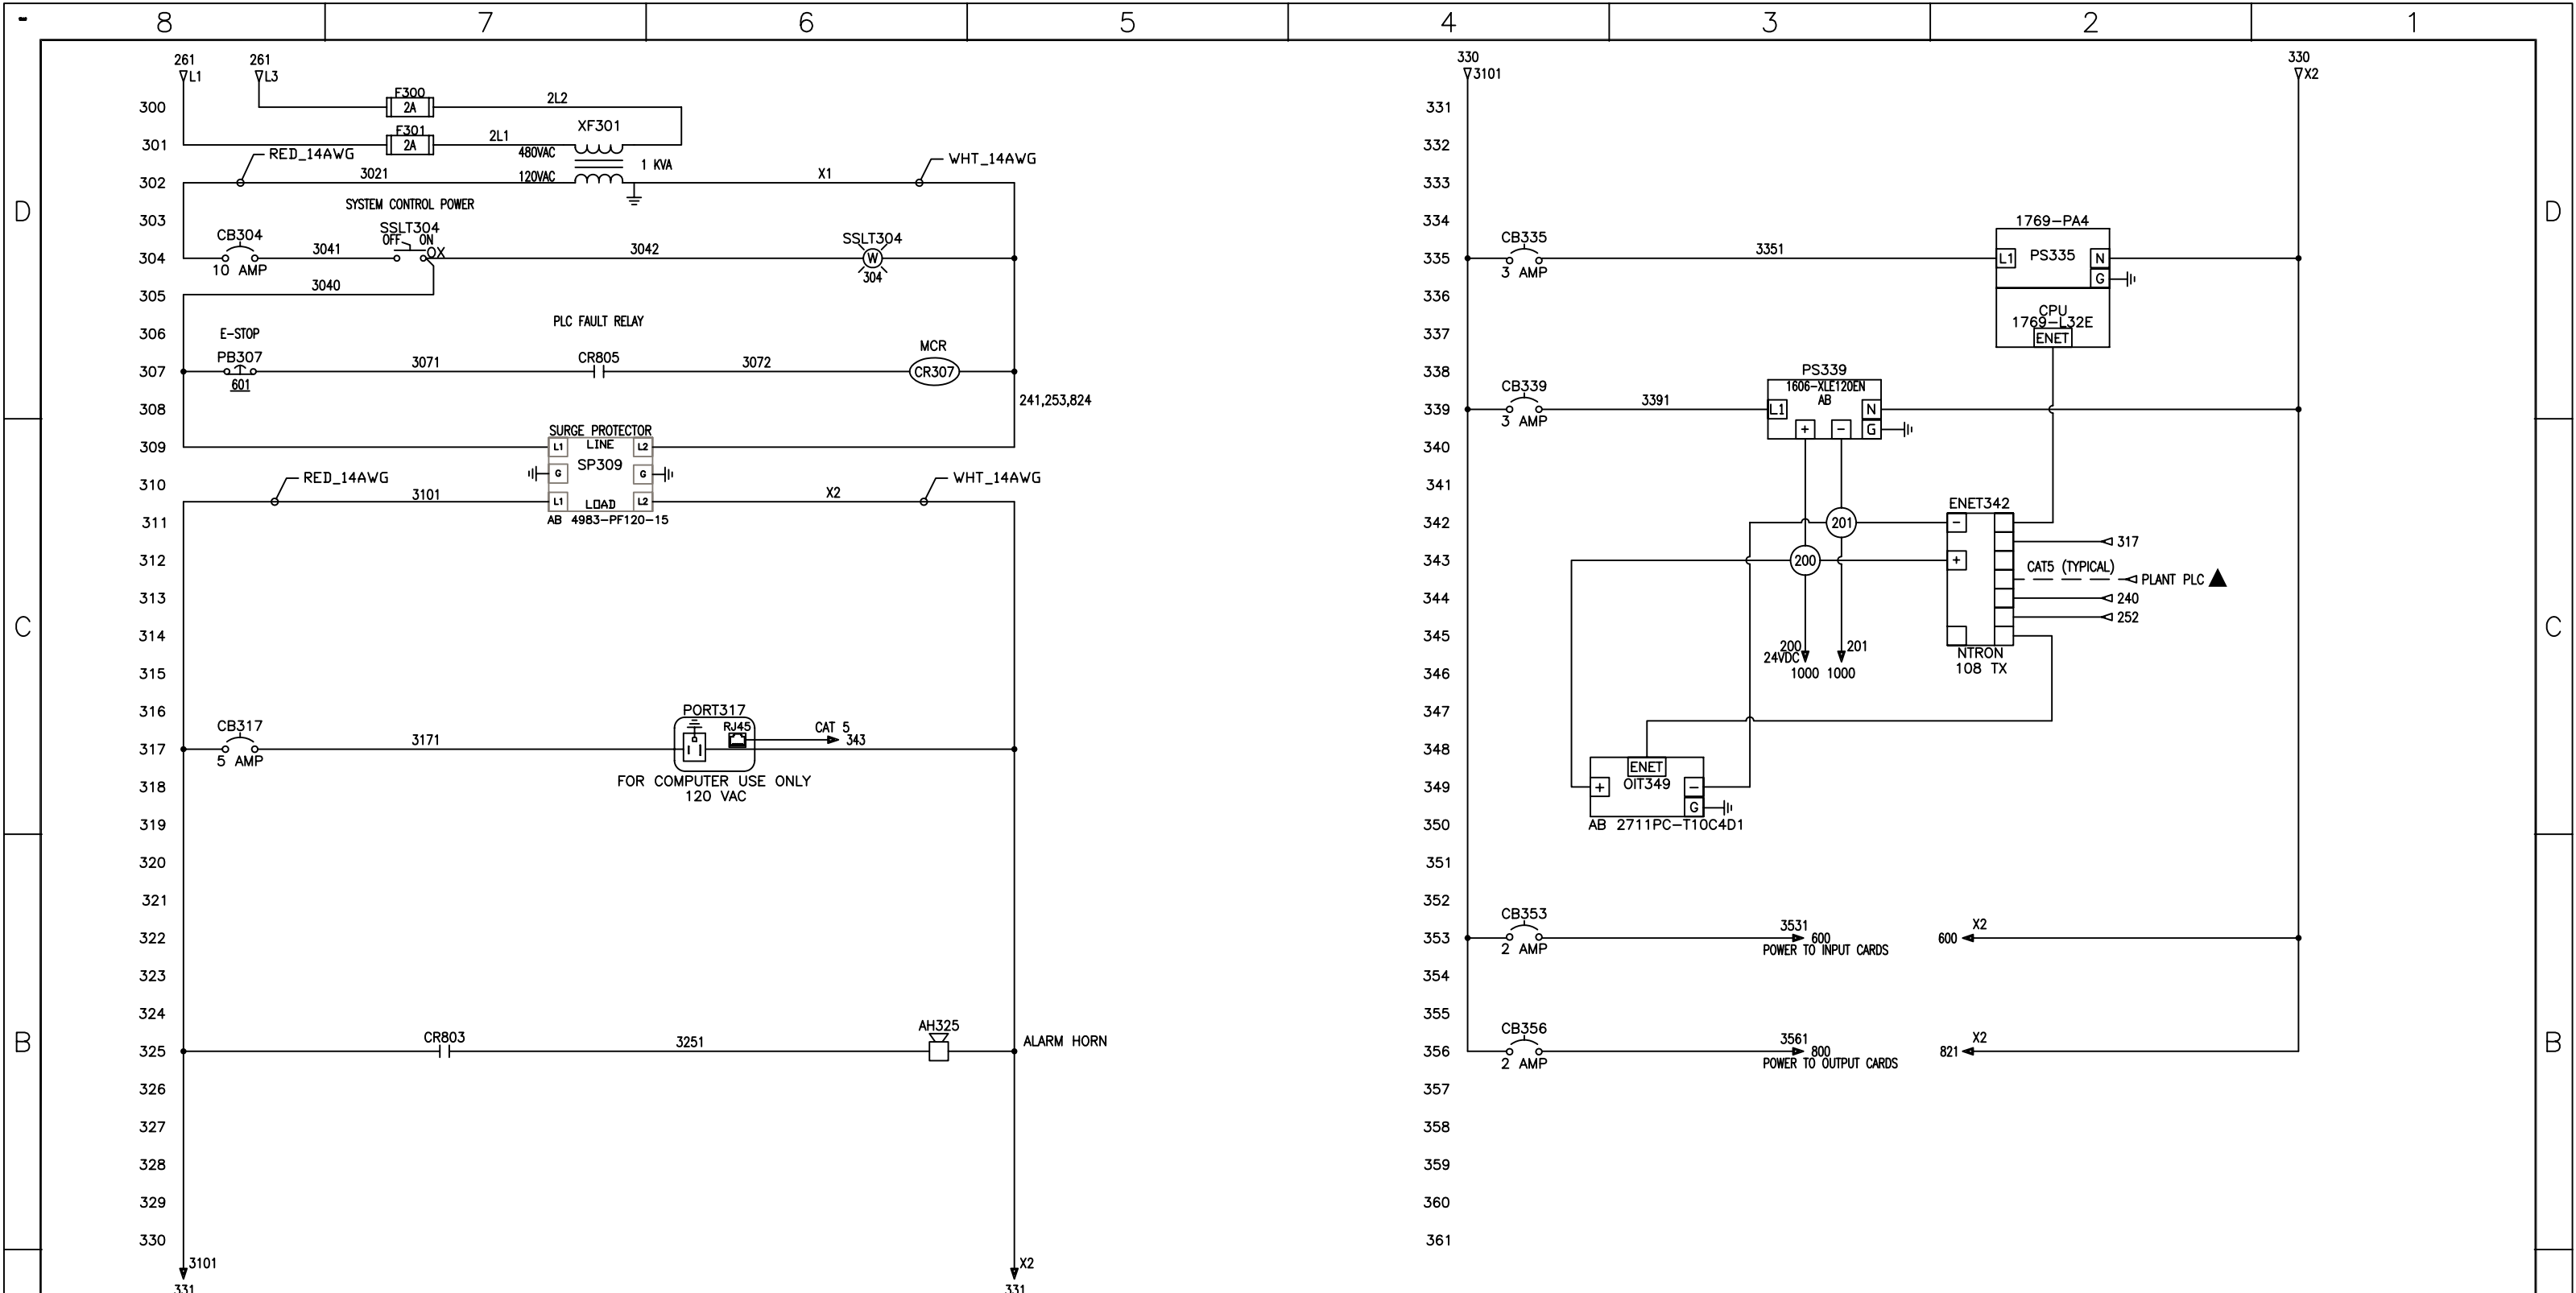 -
8 7 6 5 4 3 2 1
D
C
B
D
C
B
261 261
L1 L3
300 F300 2A 2L2
301 F301 2A 2L1 XF301
RED_14AWG 480VAC 1 KVA WHT_14AWG
302 3021 120VAC X1
SYSTEM CONTROL POWER
303
CB304 SSLT304 SSLT304
OFF ON
304 3041 OX 3042 W
10 AMP 304
305 3040
PLC FAULT RELAY
306 E-STOP
PB307 CR805 MCR
307 3071 3072 CR307
601
308 241,253,824
SURGE PROTECTOR
309 L1 LINE L2
SP309
G G
310 RED_14AWG 3101 X2 WHT_14AWG
L1 LOAD L2
311 AB 4983-PF120-15
312
313
314
315
316 PORT317
CB317 RJ45 CAT 5
317 3171 343
5 AMP
FOR COMPUTER USE ONLY
318 120 VAC
319
320
321
322
323
324
CR803 AH325
325 3251 ALARM HORN
326
327
328
329
330
3101 X2
331 331
330 330
3101 X2
331
332
333
334 1769-PA4
CB335
335 3351 L1 PS335 N
3 AMP G
336
CPU
337 1769-L32E
ENET
338 PS339
CB339 1606-XLE120EN
AB
339 3391 L1 N
3 AMP + - G
340
341
ENET342
342 201 -
317
343 200 +
CAT5 (TYPICAL)
PLANT PLC
344 240
252
345
200 201
24VDC
346 1000 1000
NTRON
108 TX
347
348
ENET
349 + OIT349 -
G
350 AB 2711PC-T10C4D1
351
352
CB353
353 3531 600 600 X2
2 AMP POWER TO INPUT CARDS
354
355
CB356
356 3561 800 821 X2
2 AMP POWER TO OUTPUT CARDS
357
358
359
360
361